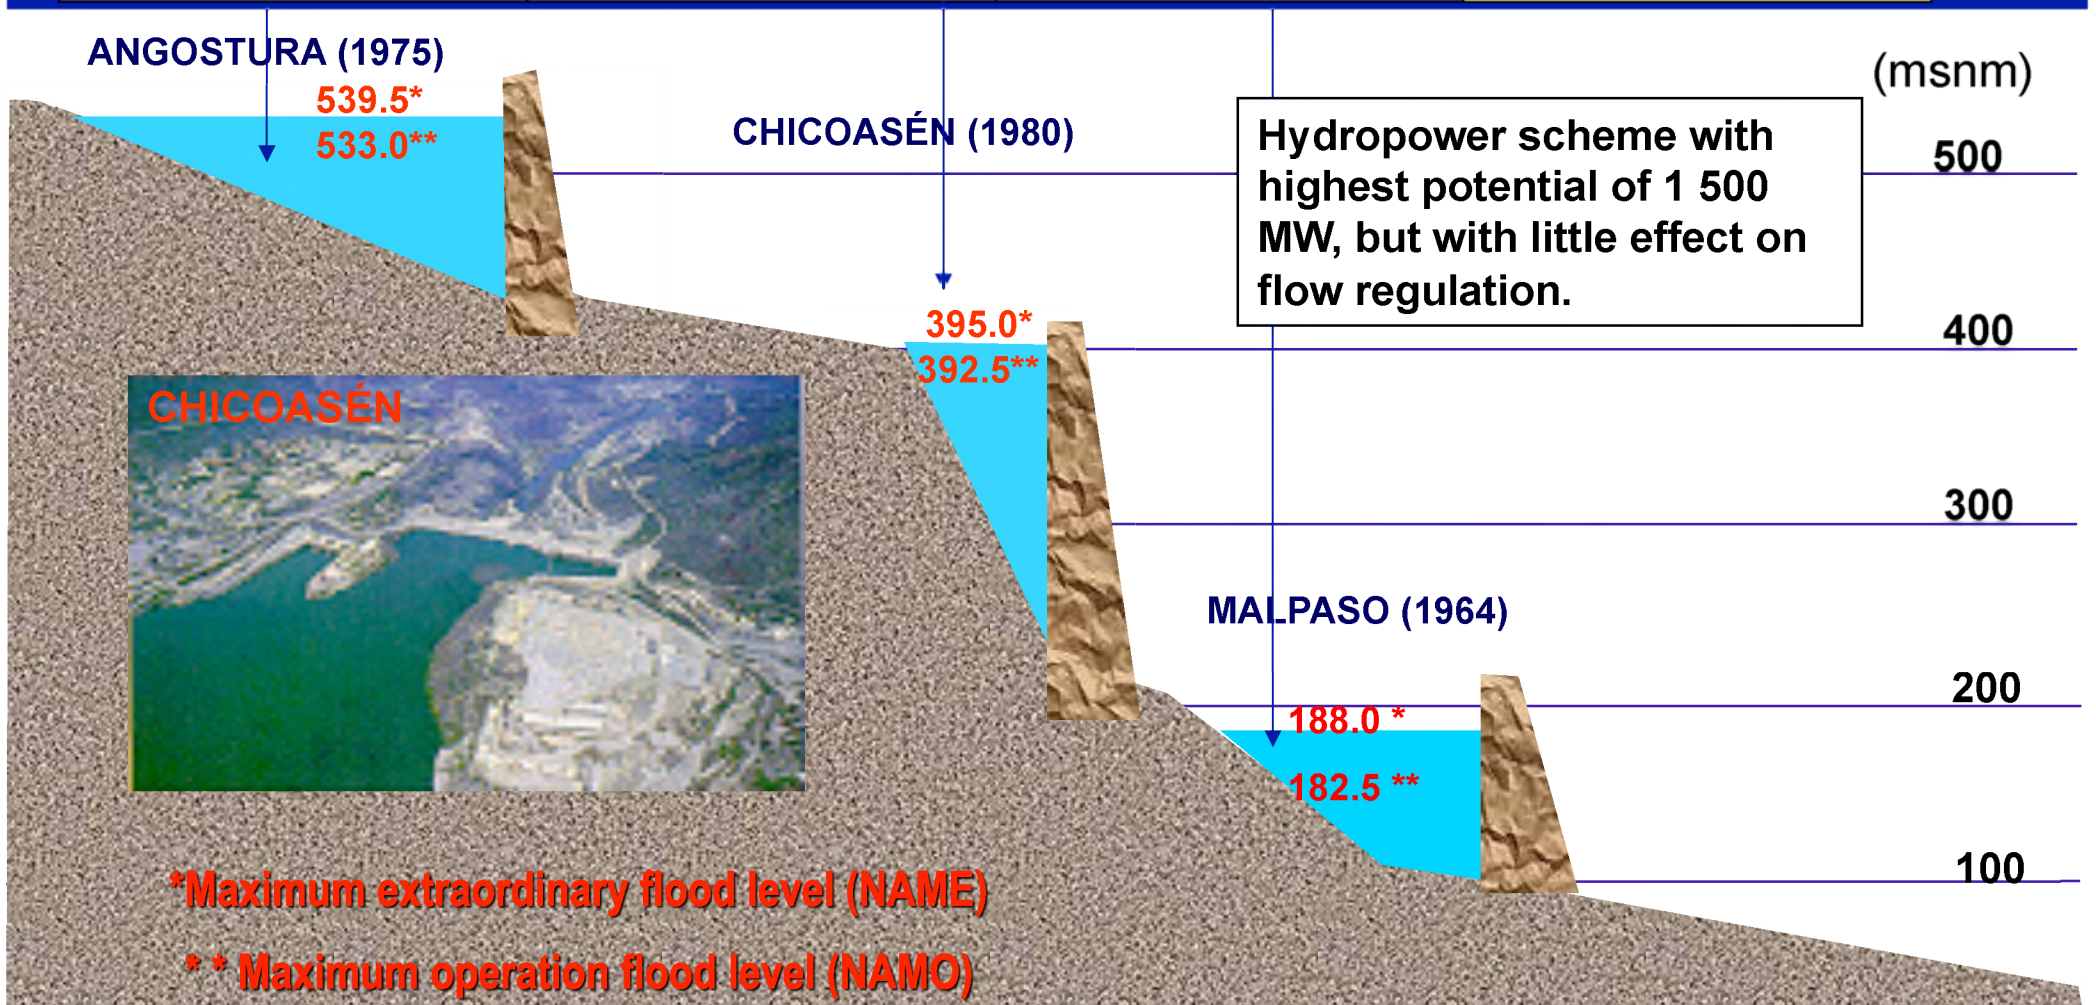 ANGOSTURA (1975)
539.5*
533.0**
CHICOASÉN (1980)
395.0*
392.5**
(msnm)
Hydropower scheme with
highest potential of 1 500
MW, but with little effect on
flow regulation.
500
400
300
200
100
CHICOASÉN
MALPASO (1964)
188.0 *
182.5 **
*Maximum extraordinary flood level (NAME)
* * Maximum operation flood level (NAMO)